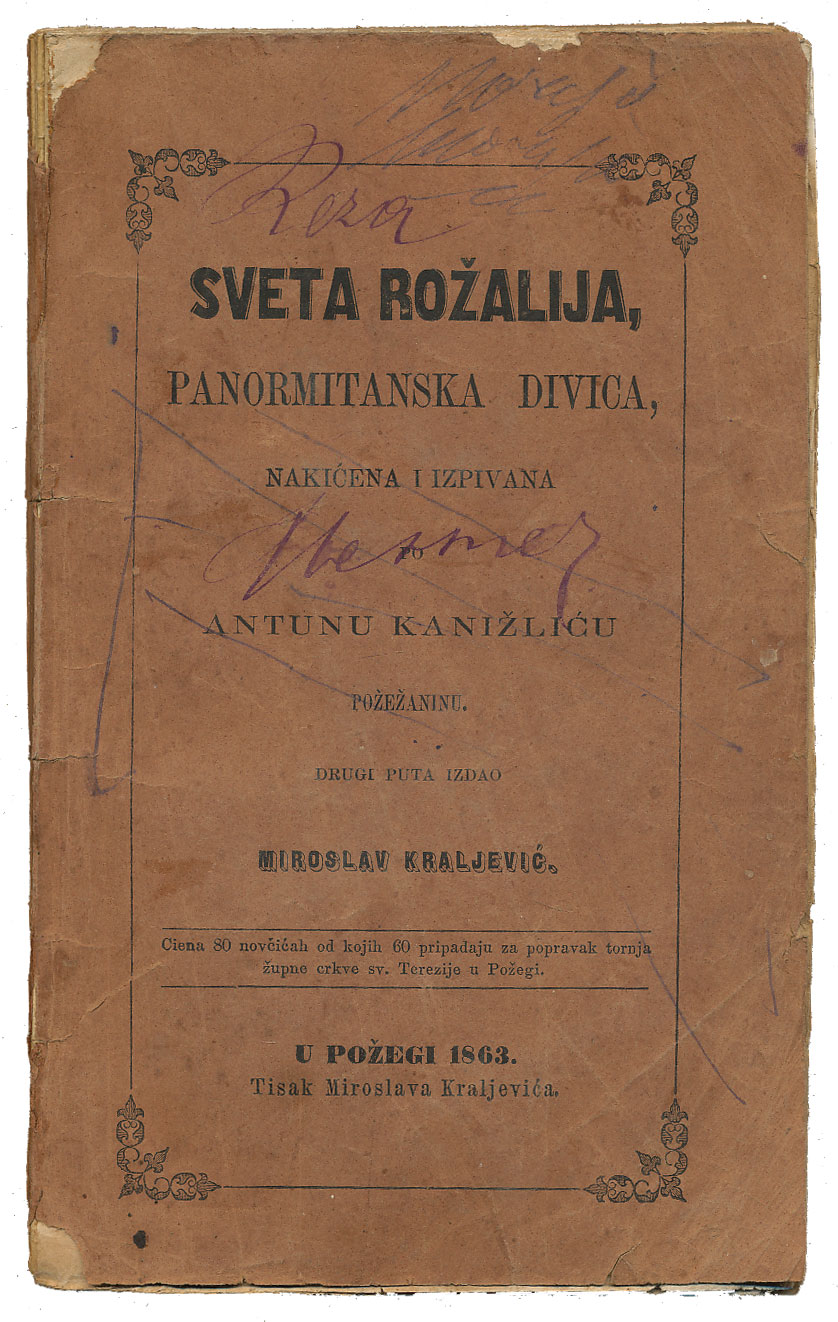 Reza
SVETA ROŽALIJA,
PANORMITANSKA DIVICA,
NAKIĆENA I IZPIVANA
PO
ANTUNU KANIŽLIĆU
POŽEŽANINU.
DRUGI PUTA IZDAO
MIROSLAV KRALJEVIĆ.
Ciena 80 novčićah od kojih 60 pripadaju za popravak tornja
župne crkve sv. Terezije u Požegi.
U POŽEGI 1863.
Tisak Miroslava Kraljevića.